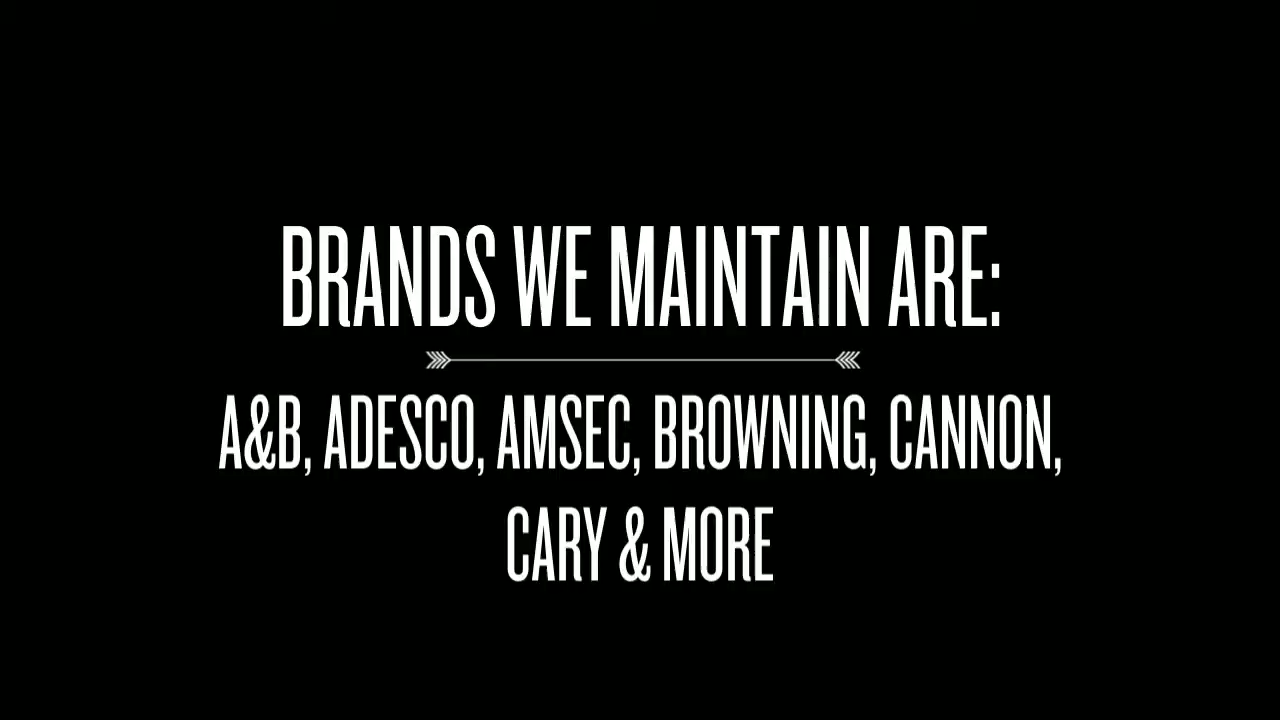 BRANDS WE MAINTAIN ARE:
A&B, ADESCO, AMSEC, BROWNING, CANNON,
CARY & MORE